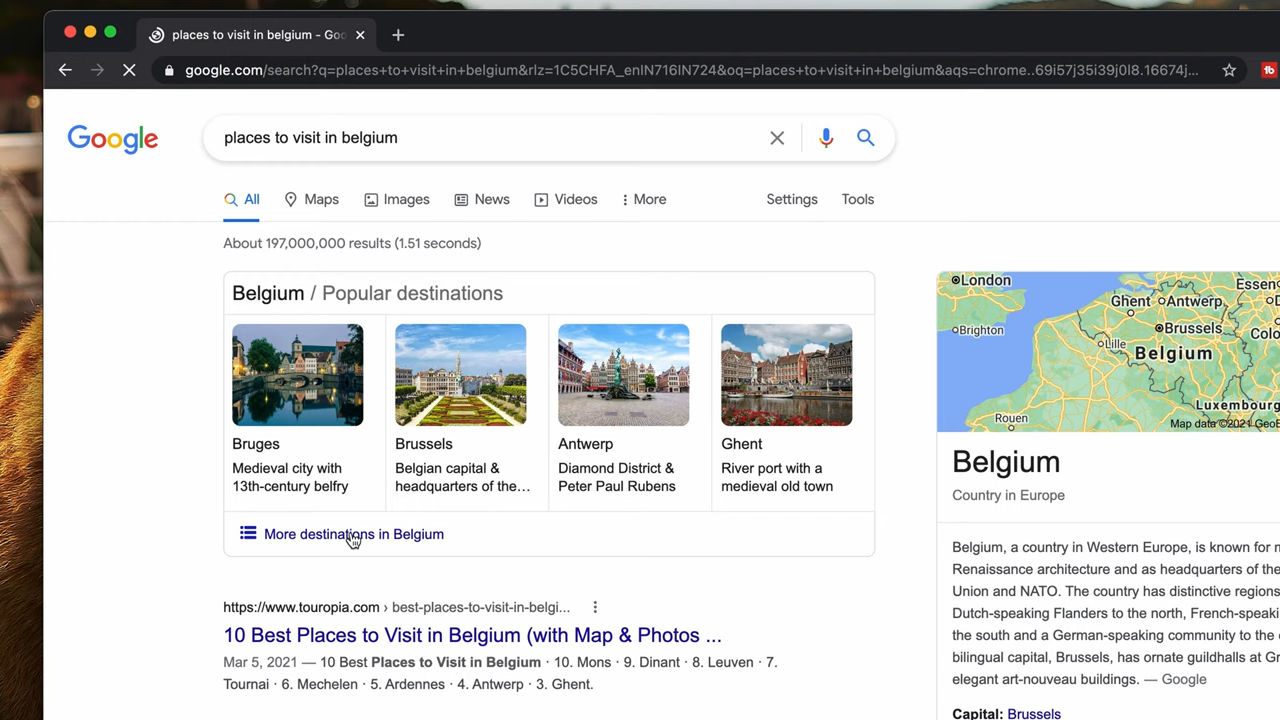 places to visit in belgium - Goo
google.com/search?q=places+to+visit+in+belgium&rlz=1C5CHFA_enIN716IN724&oq=places+to+visit+in+belgium&aqs=chrome..69i57j35i39j0l8.16674j...
Google
places to visit in belgium
All
Maps
Images
News
Videos
More
Settings
Tools
About 197,000,000 results (1.51 seconds)
Belgium / Popular destinations
Bruges
Medieval city with
13th-century belfry
Brussels
Belgian capital &
headquarters of the...
Antwerp
Diamond District &
Peter Paul Rubens
Ghent
River port with a
medieval old town
More destinations in Belgium
https://www.touropia.com › best-places-to-visit-in-belgi...
10 Best Places to Visit in Belgium (with Map & Photos ...
Mar 5, 2021 — 10 Best Places to Visit in Belgium · 10. Mons · 9. Dinant · 8. Leuven · 7.
Tournai · 6. Mechelen · 5. Ardennes · 4. Antwerp · 3. Ghent.
London
Essen
Ghent
Antwerp
Brighton
Brussels
Colo
Lille
Belgium
Luxembourg
Rouen
Map data ©2021 GeoB
Belgium
Country in Europe
Belgium, a country in Western Europe, is known for m
Renaissance architecture and as headquarters of the
Union and NATO. The country has distinctive regions
Dutch-speaking Flanders to the north, French-speaki
the south and a German-speaking community to the e
bilingual capital, Brussels, has ornate guildhalls at Gr
elegant art-nouveau buildings. — Google
Capital: Brussels